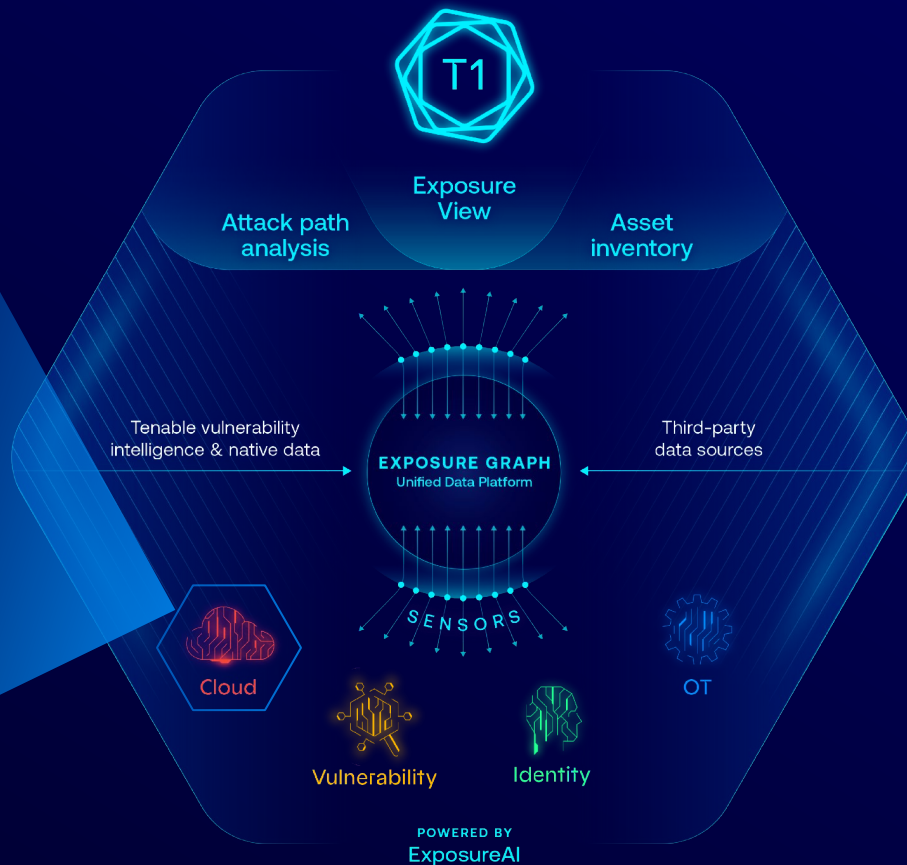 T1
Exposure
View
Attack path
analysis
Asset
inventory
Tenable vulnerability
intelligence & native data
Third-party
data sources
EXPOSURE GRAPH
Unified Data Platform
SENSORS
Cloud
OT
Vulnerability
Identity
POWERED BY
ExposureAI